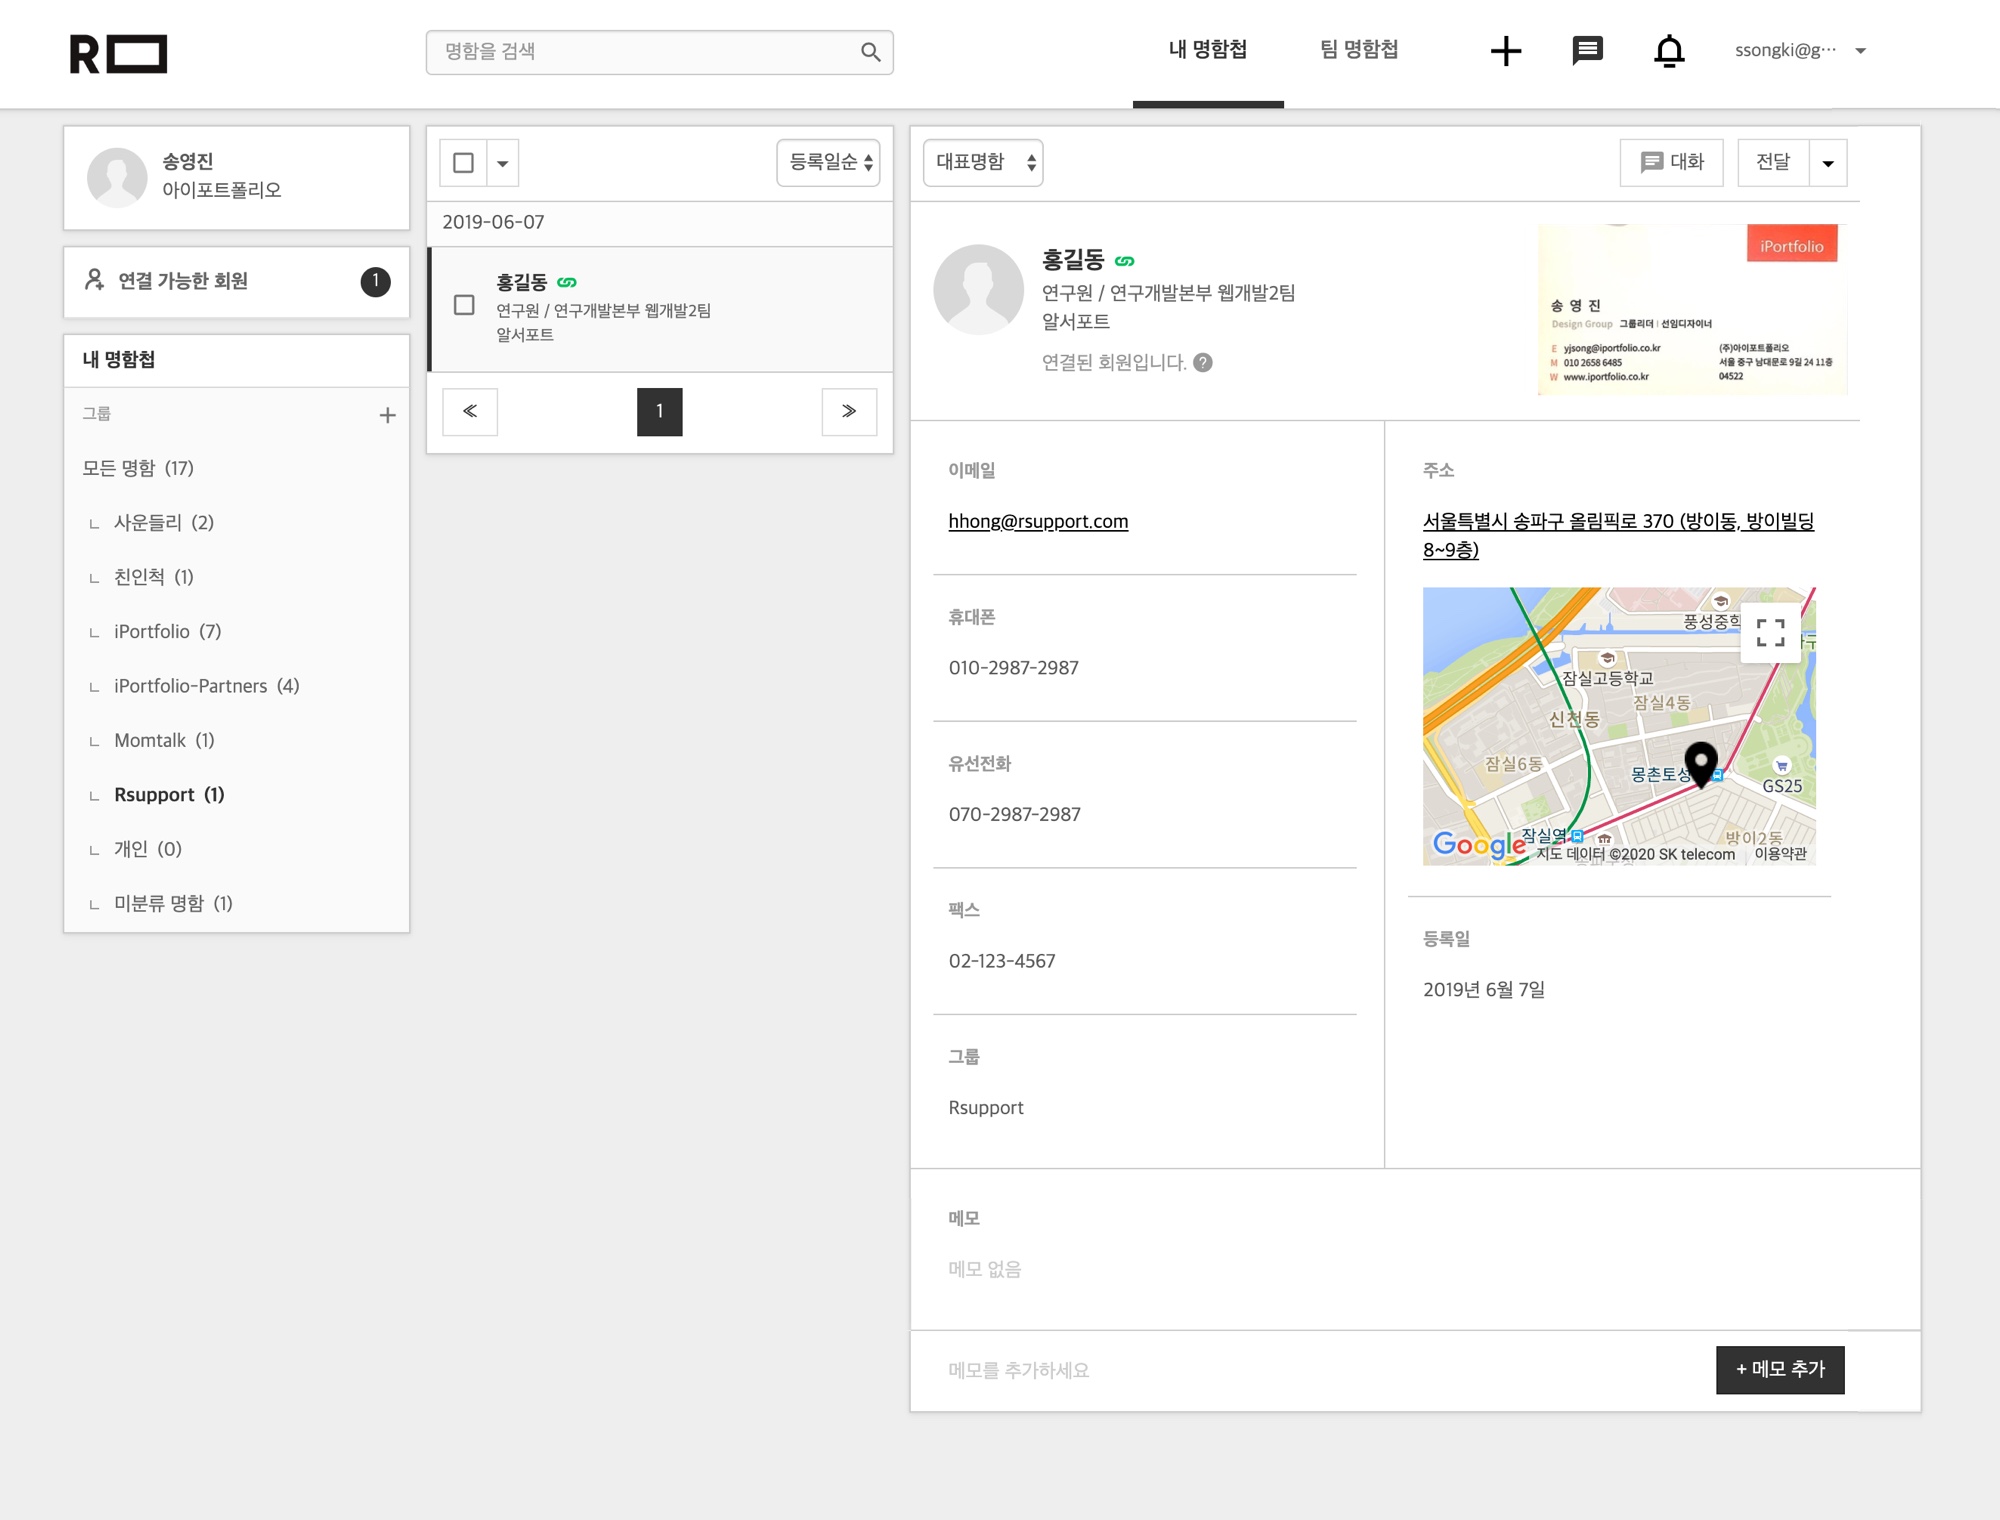 R
명함을 검색
내 명함첩
팀 명함첩
ssongki@g···
송영진
아이포트폴리오
연결 가능한 회원
1
내 명함첩
그룹
모든 명함 (17)
사운들리 (2)
친인척 (1)
iPortfolio (7)
iPortfolio-Partners (4)
Momtalk (1)
Rsupport (1)
개인 (0)
미분류 명함 (1)
등록일순
2019-06-07
홍길동
연구원 / 연구개발본부 웹개발2팀
알서포트
1
대표명함
대화
전달
홍길동
연구원 / 연구개발본부 웹개발2팀
알서포트
연결된 회원입니다. ?
iPortfolio
송 영 진
Design Group 그룹리더 | 선임디자이너
E yjsong@iportfolio.co.kr
M 010 2658 6485
W www.iportfolio.co.kr
(주)아이포트폴리오
서울 중구 남대문로 9길 24 11층
04522
이메일
hhong@rsupport.com
휴대폰
010-2987-2987
유선전화
070-2987-2987
팩스
02-123-4567
그룹
Rsupport
주소
서울특별시 송파구 올림픽로 370 (방이동, 방이빌딩
8~9층)
풍성중학
잠실고등학교
잠실4동
신천동
잠실6동
몽촌토성
GS25
잠실역
방이2동
Google
지도 데이터 ©2020 SK telecom
이용약관
등록일
2019년 6월 7일
메모
메모 없음
메모를 추가하세요
+ 메모 추가